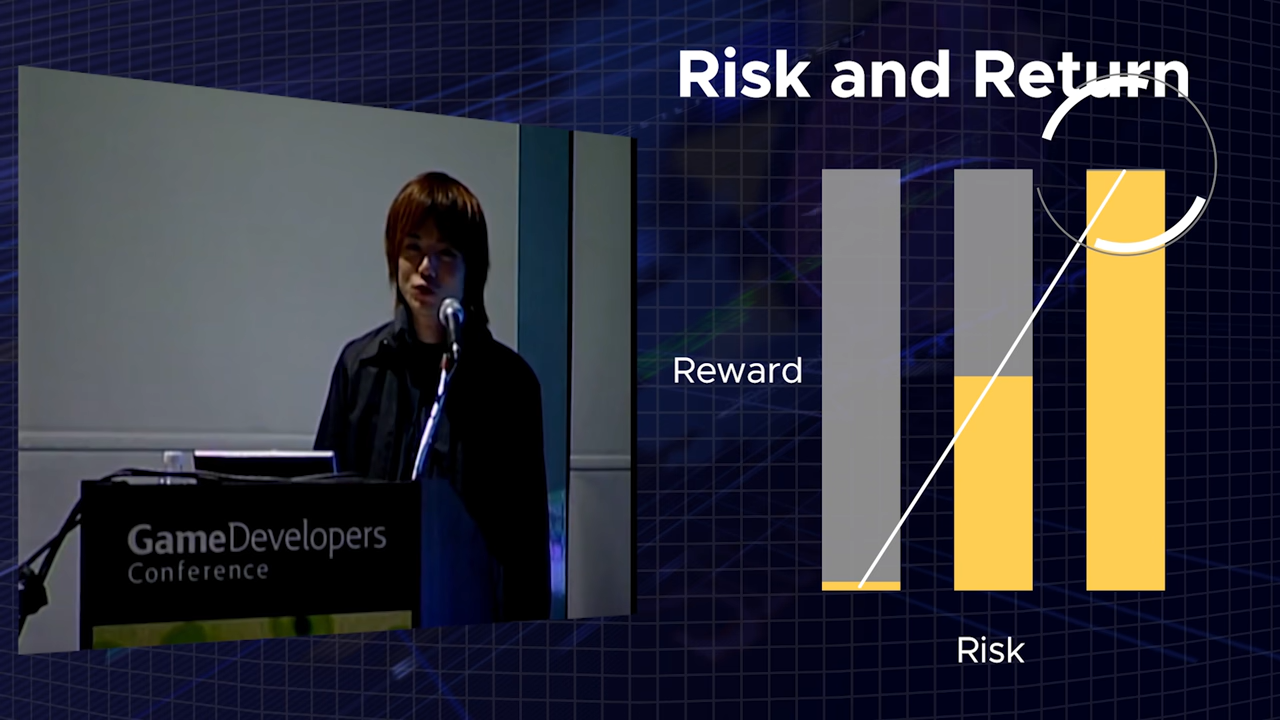 Risk and Return
Reward
GameDevelopers
Conference
Risk